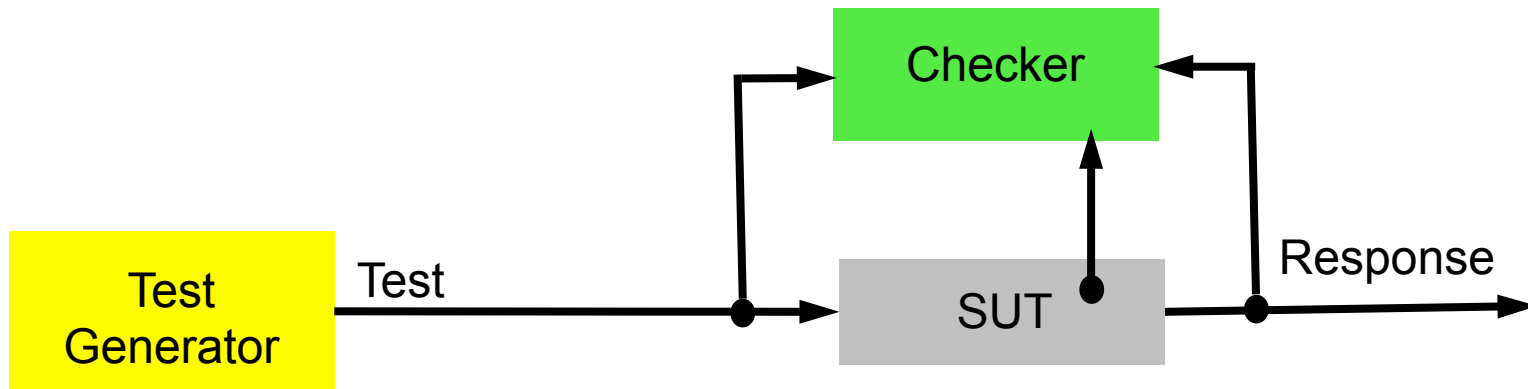 Checker
Test
Generator
Test
SUT
Response